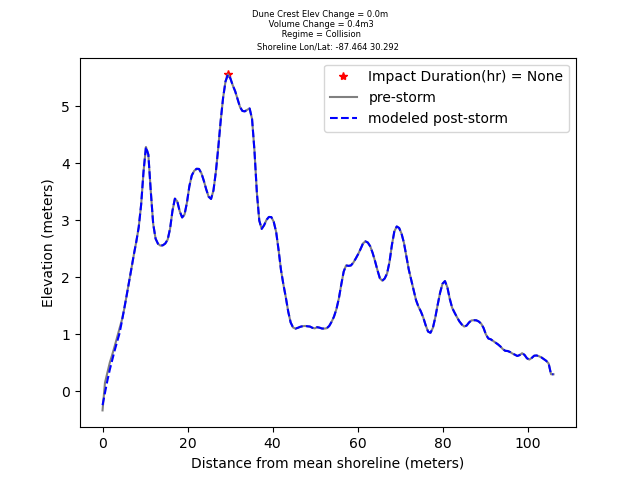 Dune Crest Elev Change = 0.0m
Volume Change = 0.4m3
Regime = Collision
Shoreline Lon/Lat: -87.464 30.292
Impact Duration(hr) = None
pre-storm
modeled post-storm
Elevation (meters)
5
4
3
2
1
0
0 20 40 60 80 100
Distance from mean shoreline (meters)